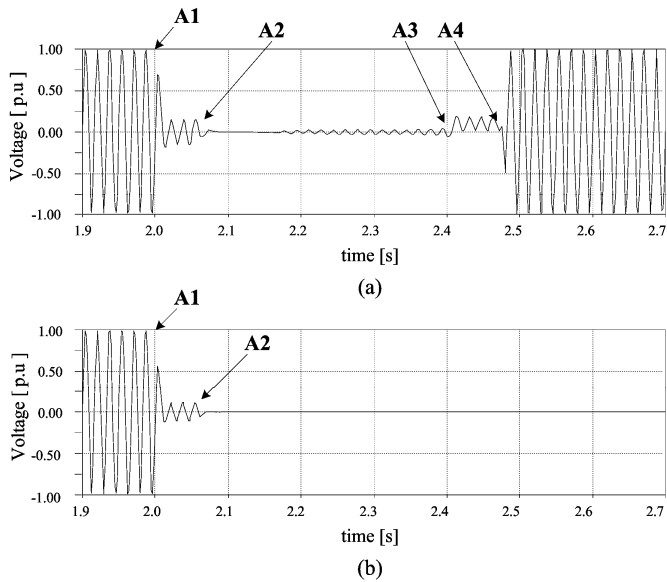 A1
A2
A3
A4
Voltage [ p.u ]
1.00
0.50
0.00
-0.50
-1.00
1.9
2.0
2.1
2.2
2.3
2.4
2.5
2.6
2.7
time [s]
(a)
A1
A2
Voltage [ p.u ]
1.00
0.50
0.00
-0.50
-1.00
1.9
2.0
2.1
2.2
2.3
2.4
2.5
2.6
2.7
time [s]
(b)